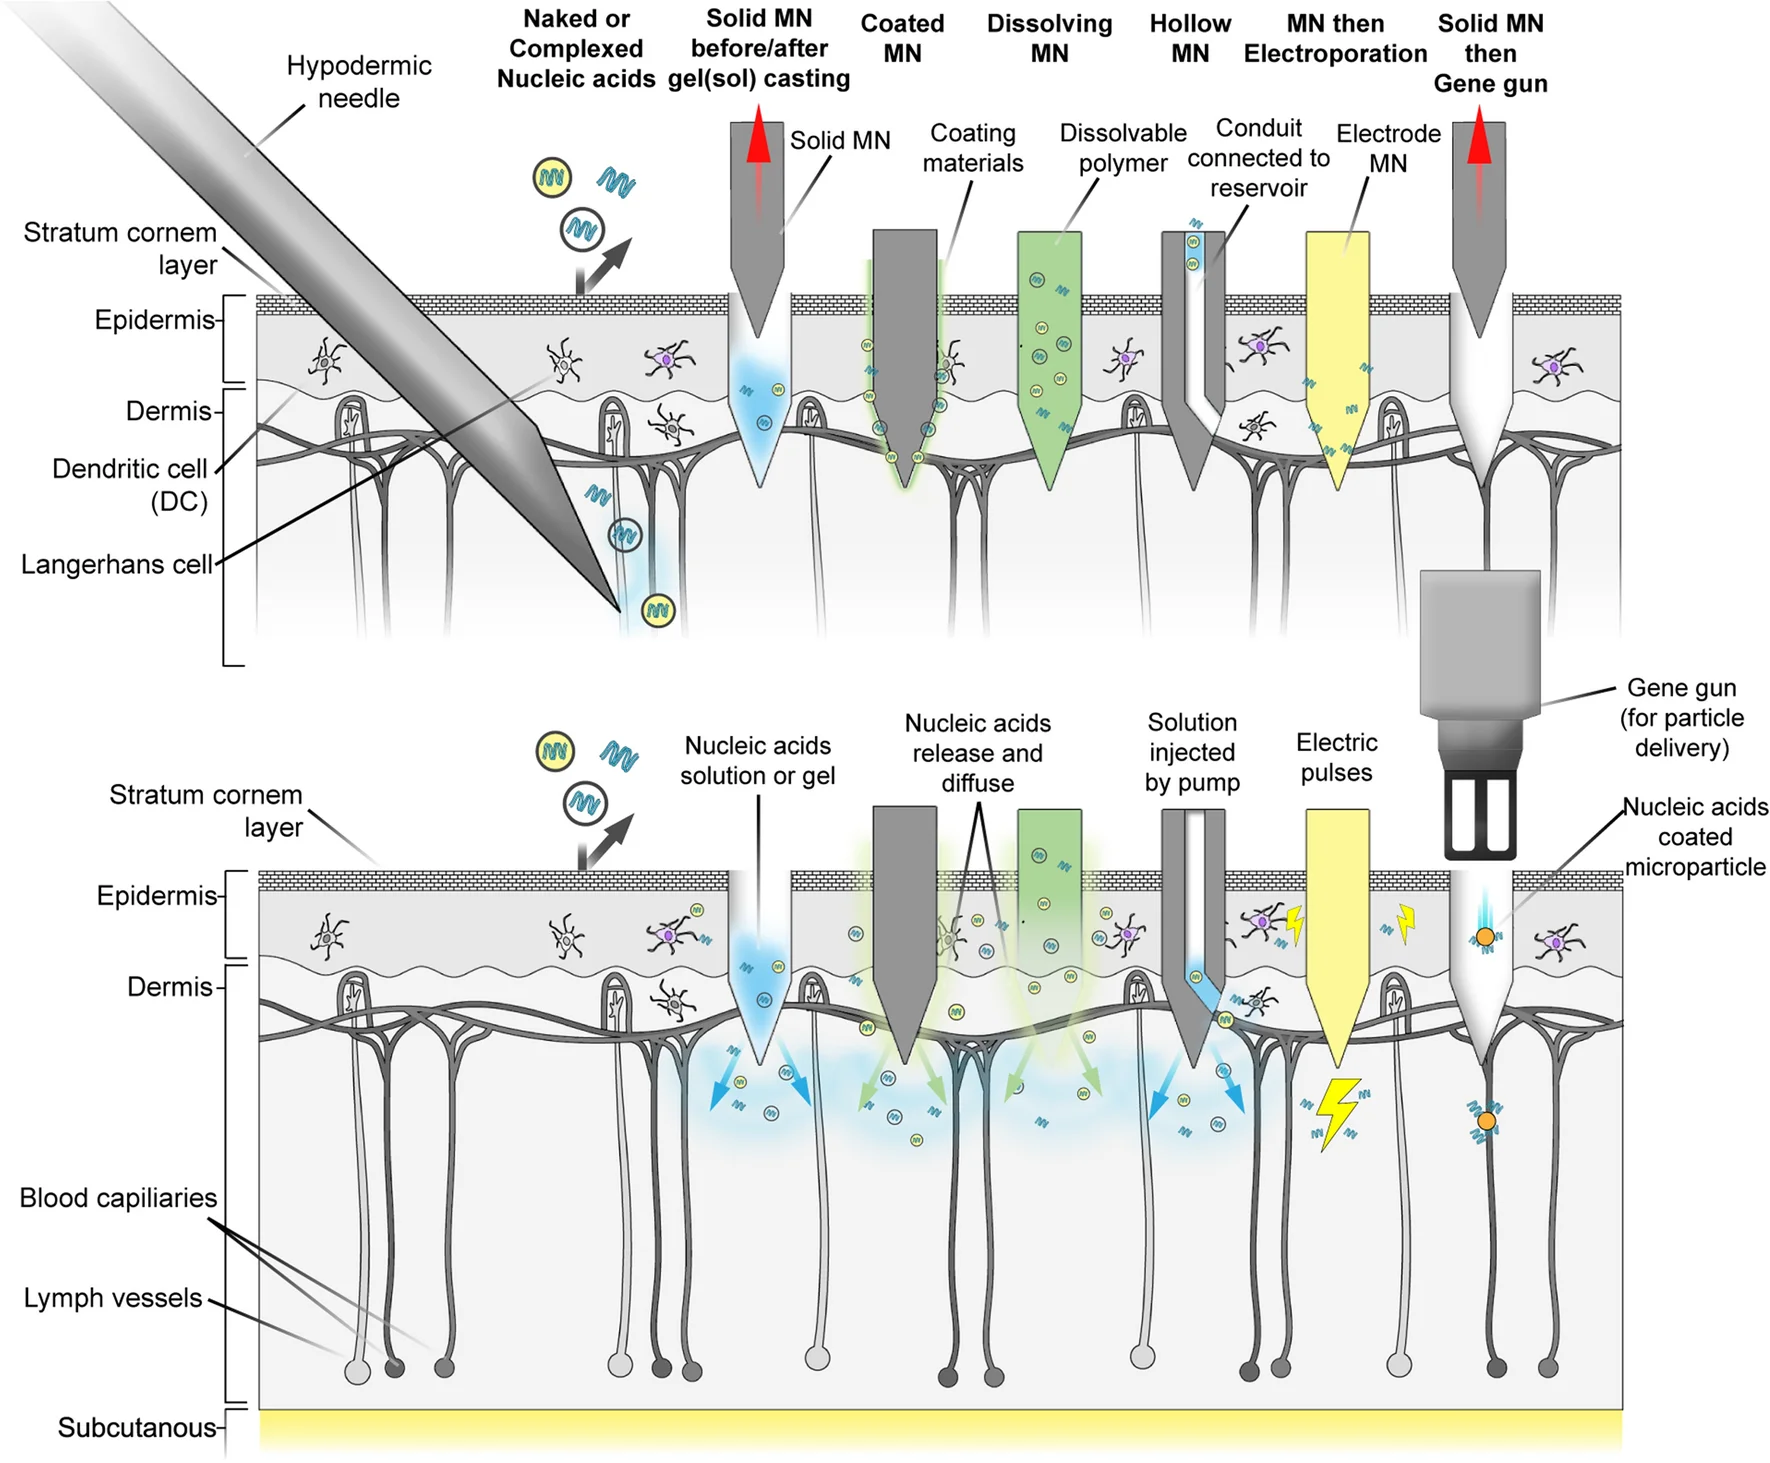 Naked or
Complexed
Nucleic acids
Solid MN
before/after
gel(sol) casting
Coated
MN
Dissolving
MN
Hollow
MN
MN then
Electroporation
Solid MN
then
Gene gun
Hypodermic
needle
Solid MN
Coating
materials
Dissolvable
polymer
Conduit
connected to
reservoir
Electrode
MN
Stratum cornem
layer
Epidermis
Dermis
Dendritic cell
(DC)
Langerhans cell
Gene gun
(for particle
delivery)
Nucleic acids
solution or gel
Nucleic acids
release and
diffuse
Solution
injected
by pump
Electric
pulses
Nucleic acids
coated
microparticle
Stratum cornem
layer
Epidermis
Dermis
Blood capiliaries
Lymph vessels
Subcutanous